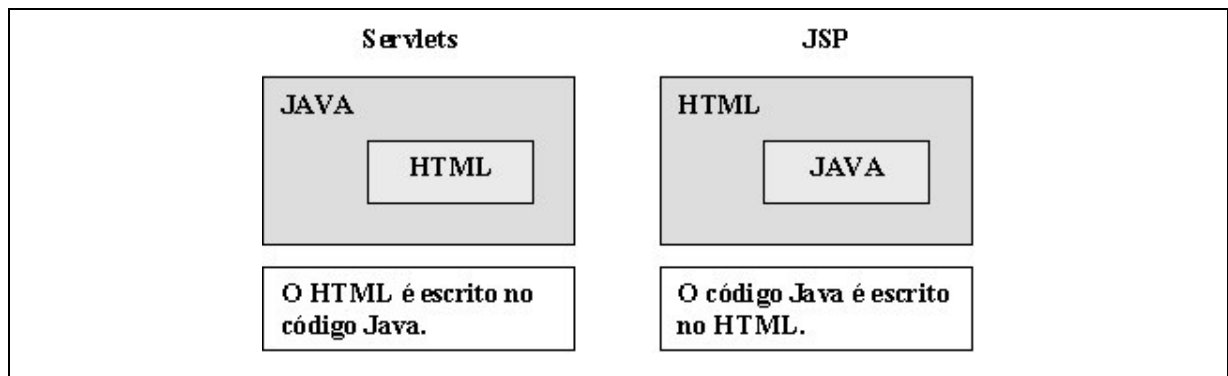 Servlets
JAVA
HTML
O HTML é escrito no
código Java.
JSP
HTML
JAVA
O código Java é escrito
no HTML.